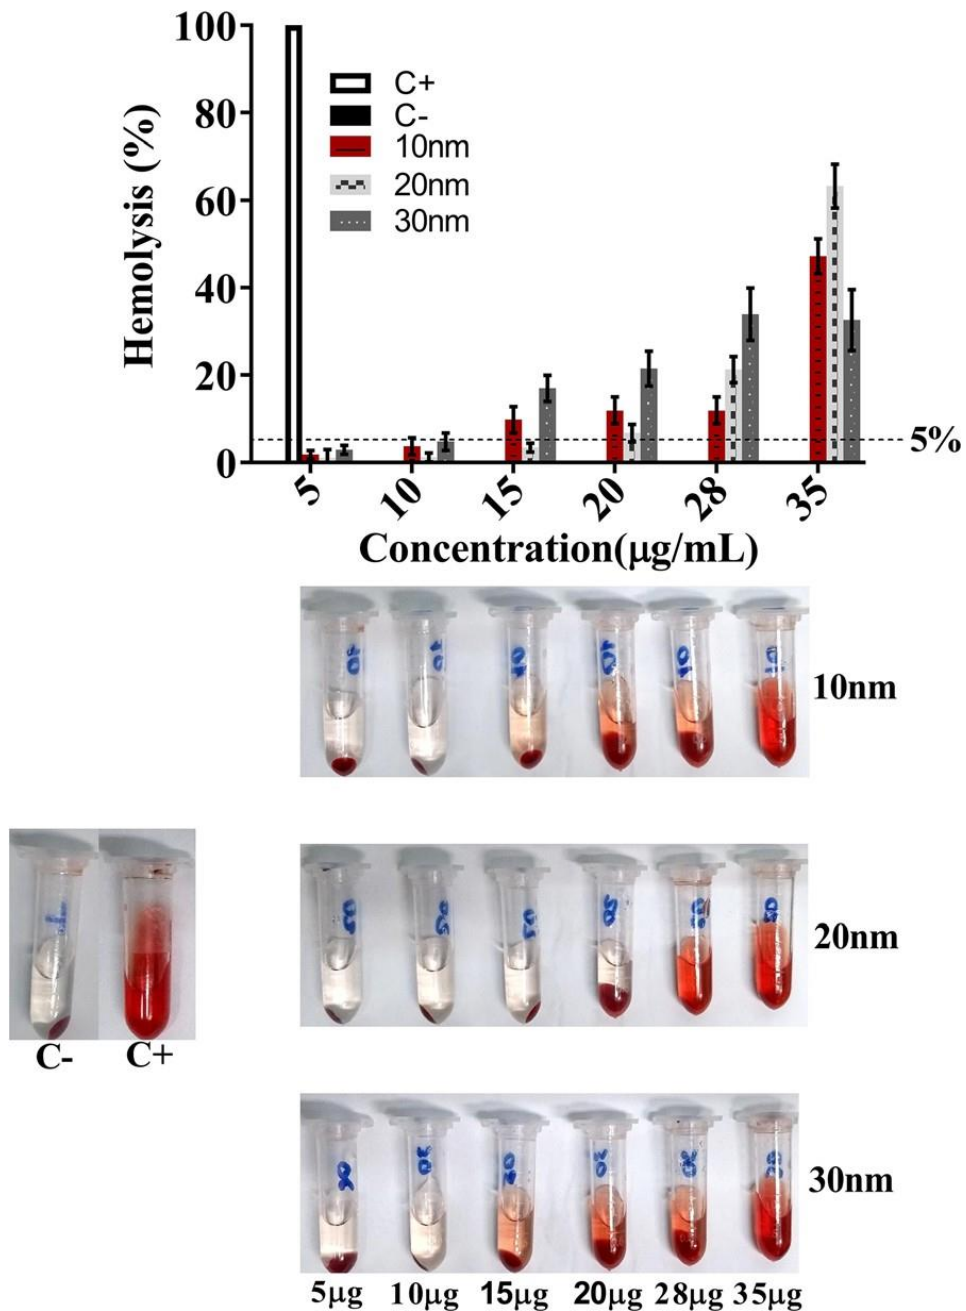 100
80
60
40
20
0
Hemolysis (%)
C+
C-
10nm
20nm
30nm
5%
5
10
15
20
28
35
Concentration(μg/mL)
10nm
20nm
C-
C+
30nm
5μg
10μg
15μg
20μg
28μg
35μg